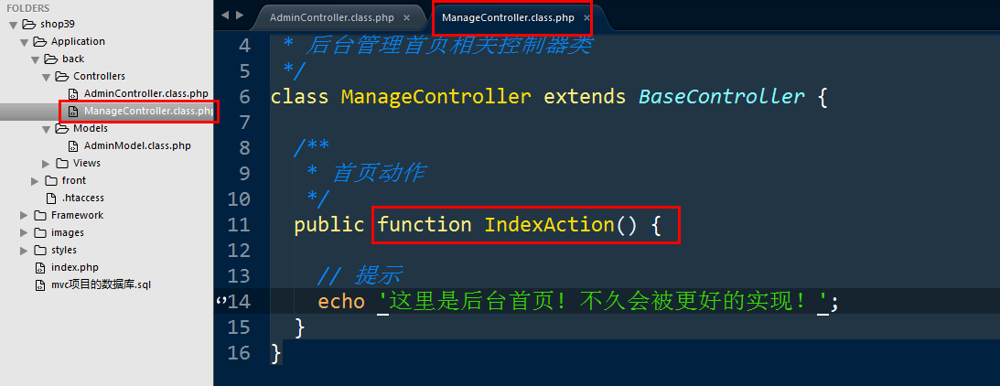 FOLDERS
shop39
Application
back
Controllers
AdminController.class.php
ManageController.class.php
Models
AdminModel.class.php
Views
front
.htaccess
Framework
images
styles
index.php
mvc项目的数据库.sql
AdminController.class.php ×
ManageController.class.php ×
4 * 后台管理首页相关控制器类
5 */
6 class ManageController extends BaseController {
7
8 /**
9 * 首页动作
10 */
11 public function IndexAction() {
12
13 // 提示
14 echo '这里是后台首页！不久会被更好的实现！';
15 }
16 }